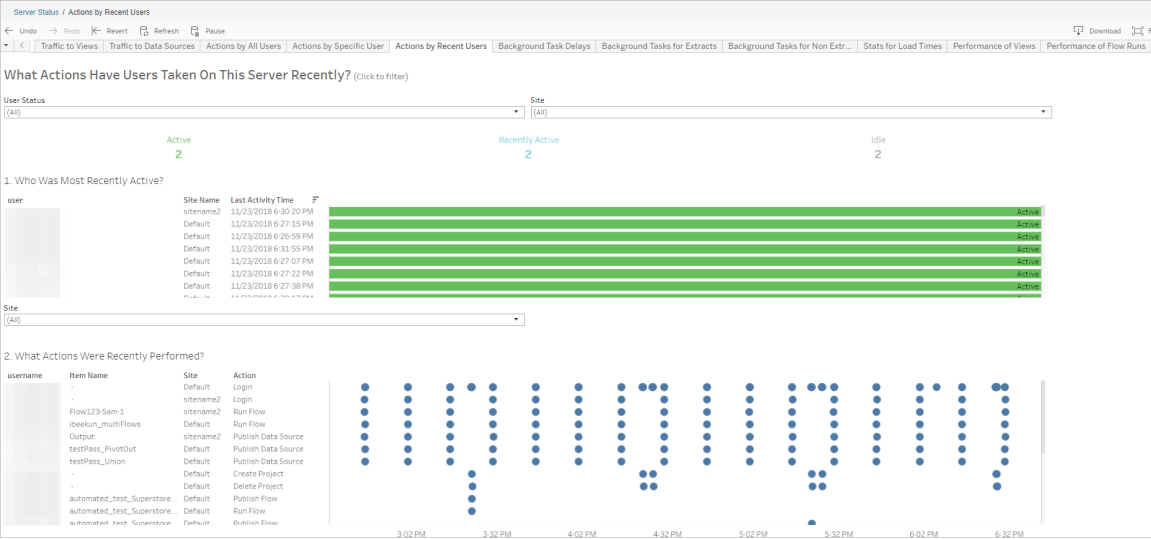 Server Status / Actions by Recent Users
Undo Redo Revert Refresh Pause Download
Traffic to Views Traffic to Data Sources Actions by All Users Actions by Specific User Actions by Recent Users Background Task Delays Background Tasks for Extracts Background Tasks for Non Extr... Stats for Load Times Performance of Views Performance of Flow Runs
What Actions Have Users Taken On This Server Recently? (Click to filter)
User Status Site
(All) (All)
Active Recently Active Idle
2 2 2
1. Who Was Most Recently Active?
user Site Name Last Activity Time
sitename2 11/23/2018 6:30:20 PM Active
Default 11/23/2018 6:27:15 PM Active
Default 11/23/2018 6:26:59 PM Active
Default 11/23/2018 6:31:55 PM Active
Default 11/23/2018 6:27:07 PM Active
Default 11/23/2018 6:27:22 PM Active
Default 11/23/2018 6:27:38 PM Active
Site
(All)
2. What Actions Were Recently Performed?
username Item Name Site Action
- Default Login
- sitename2 Login
Flow123-Sam-1 sitename2 Run Flow
ibeekun_multiFlows Default Run Flow
Output sitename2 Publish Data Source
testPass_PivotOut Default Publish Data Source
testPass_Union Default Publish Data Source
- Default Create Project
- Default Delete Project
automated_test_Superstore... Default Publish Flow
automated_test_Superstore... Default Run Flow
automated_test_Superstore... Default Publish Flow
3:02 PM 3:32 PM 4:02 PM 4:32 PM 5:02 PM 5:32 PM 6:02 PM 6:32 PM